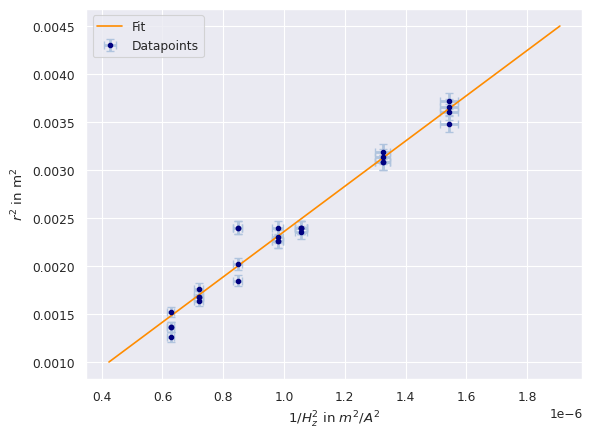 Fit
Datapoints
0.0045
0.0040
0.0035
0.0030
0.0025
0.0020
0.0015
0.0010
r² in m²
0.4 0.6 0.8 1.0 1.2 1.4 1.6 1.8
1e−6
1/H_z² in m²/A²